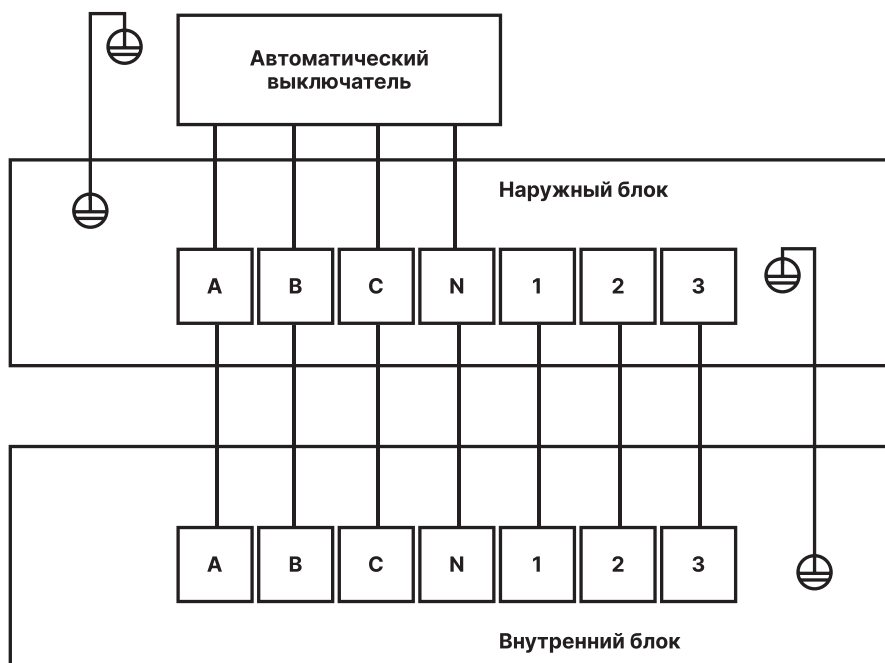 Автоматический
выключатель
Наружный блок
A B C N 1 2 3
A B C N 1 2 3
Внутренний блок